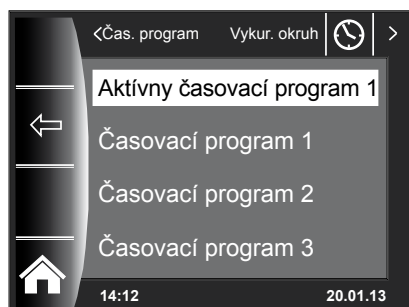 <Čas. program Vykur. okruh >
Aktívny časovací program 1
Časovací program 1
Časovací program 2
Časovací program 3
14:12 20.01.13